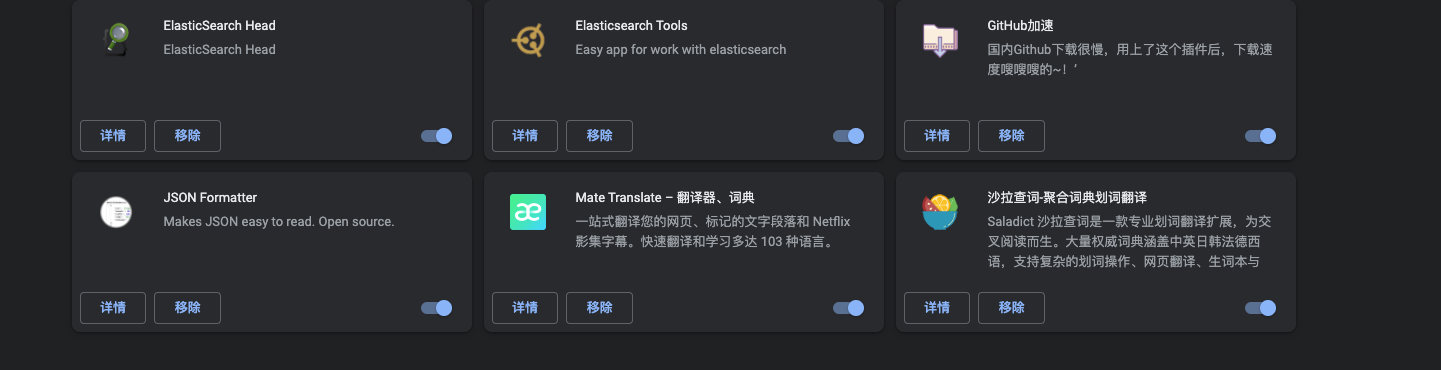 ElasticSearch Head
ElasticSearch Head
详情
移除
Elasticsearch Tools
Easy app for work with elasticsearch
详情
移除
GitHub加速
国内Github下载很慢，用上了这个插件后，下载速
度嗖嗖嗖的~！’
详情
移除
JSON Formatter
Makes JSON easy to read. Open source.
详情
移除
æ
Mate Translate – 翻译器、词典
一站式翻译您的网页、标记的文字段落和 Netflix
影集字幕。快速翻译和学习多达 103 种语言。
详情
移除
沙拉查词-聚合词典划词翻译
Saladict 沙拉查词是一款专业划词翻译扩展，为交
叉阅读而生。大量权威词典涵盖中英日韩法德西
语，支持复杂的划词操作、网页翻译、生词本与
详情
移除